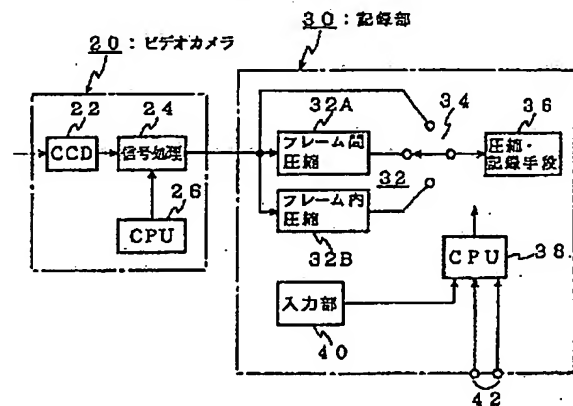 30:記録部
20:ビデオカメラ
22
24
CCD
信号処理
26
CPU
32A
フレーム間
圧縮
34
36
圧縮・
記録手段
32
フレーム内
圧縮
32B
CPU
38
入力部
40
42